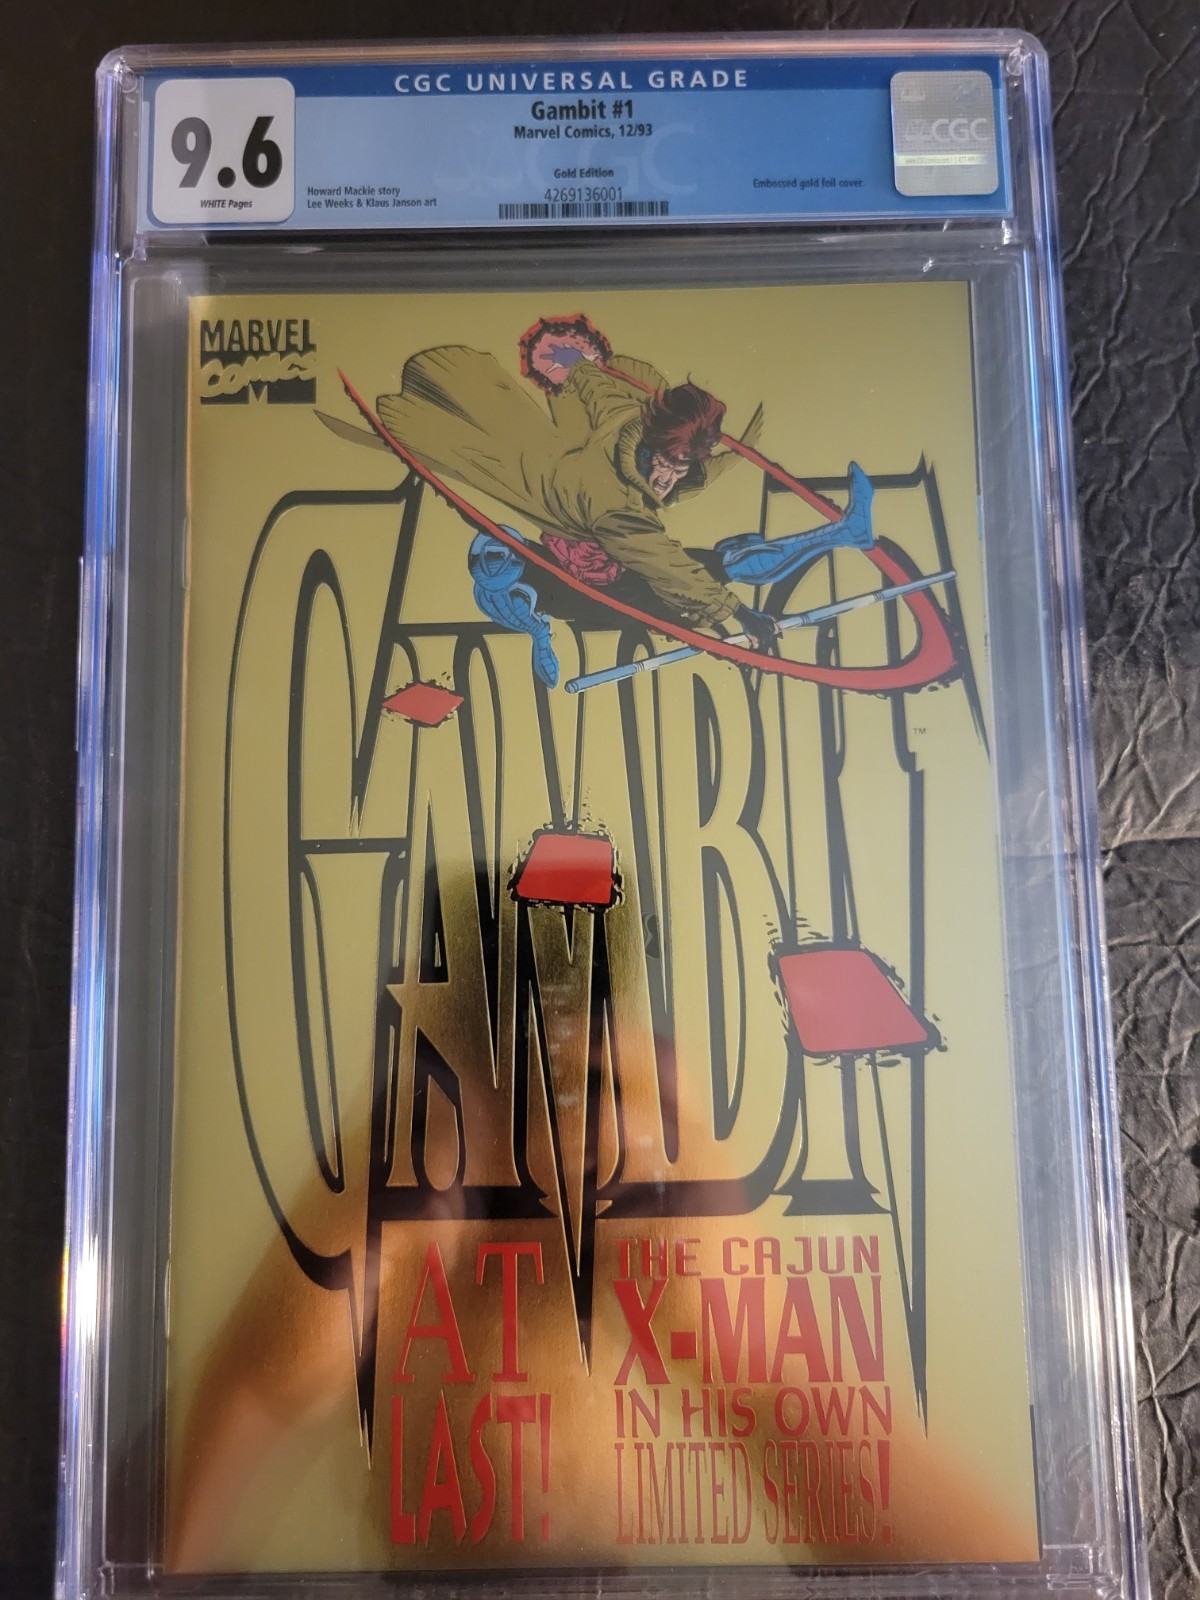 CGC UNIVERSAL GRADE
9.6
WHITE Pages
Gambit #1
Marvel Comics, 12/93
Gold Edition
4269136001
Howard Mackie story
Lee Weeks & Klaus Janson art
Embossed gold foil cover.
CGC
MARVEL
COMICS
GAMBIT
TM
AT
LAST!
THE CAJUN
X-MAN
IN HIS OWN
LIMITED SERIES!